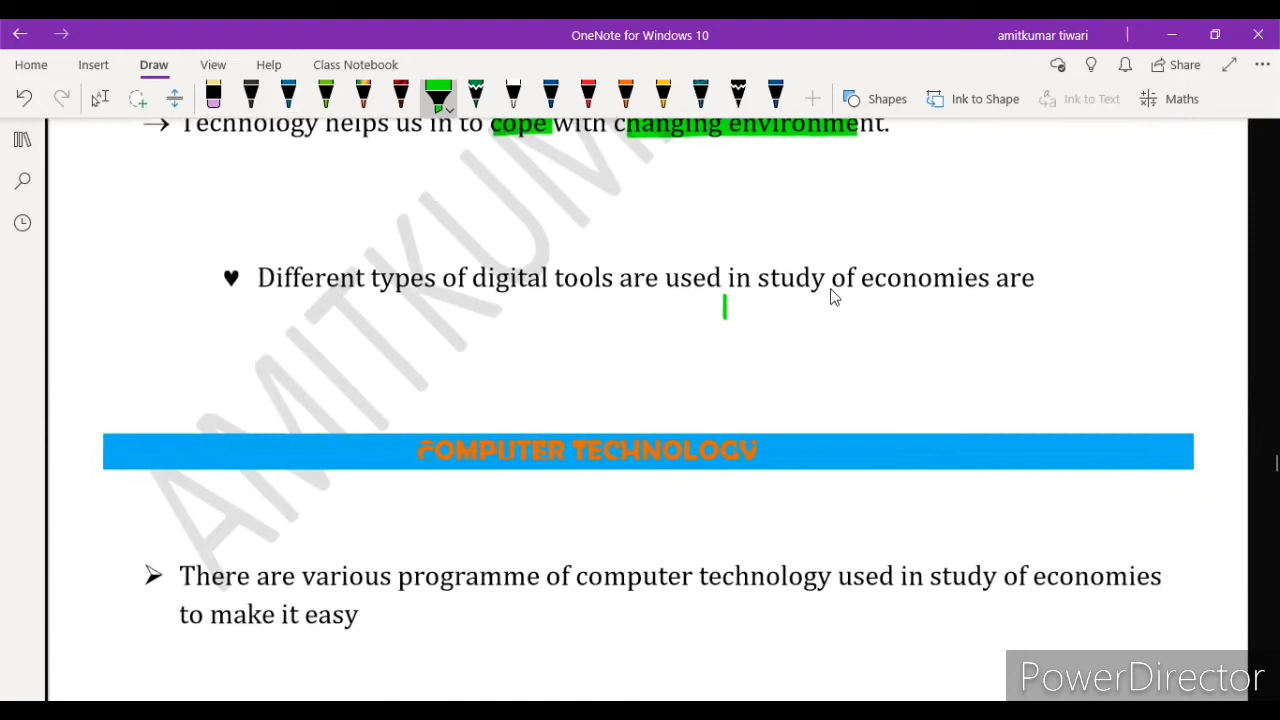 OneNote for Windows 10
amitkumar tiwari
Home Insert Draw View Help Class Notebook
Share
Shapes Ink to Shape Ink to Text Maths
→ Technology helps us in to cope with changing environment.
♥ Different types of digital tools are used in study of economies are
COMPUTER TECHNOLOGY
➢ There are various programme of computer technology used in study of economies
to make it easy
AMITKUM
PowerDirector